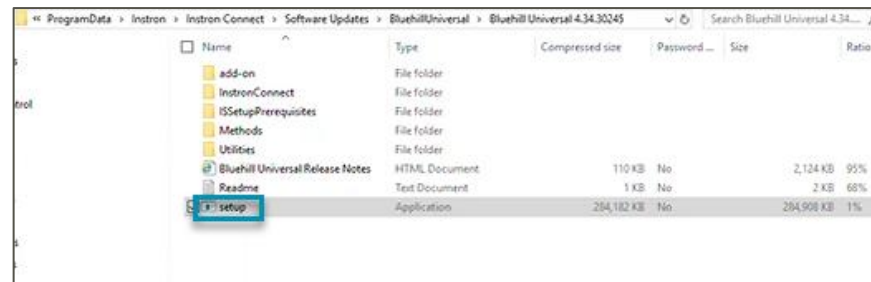 « ProgramData › Instron › Instron Connect › Software Updates › BluehillUniversal › Bluehill Universal 4.34.30245 Search Bluehill Universal 4.34....
Name Type Compressed size Password ... Size Ratio
add-on File folder
InstronConnect File folder
trol ISSetupPrerequisites File folder
Methods File folder
Utilities File folder
Bluehill Universal Release Notes HTML Document 110 KB No 2,124 KB 95%
Readme Text Document 1 KB No 2 KB 68%
setup Application 284,182 KB No 284,908 KB 1%